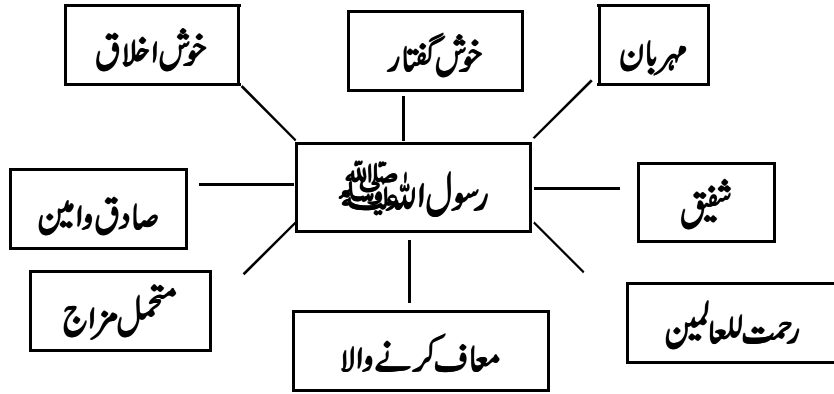 مہربان
خوش گفتار
خوش اخلاق
رسول اللہ ﷺ
شفیق
صادق و امین
رحمت للعالمین
متحمل مزاج
معاف کرنے والا